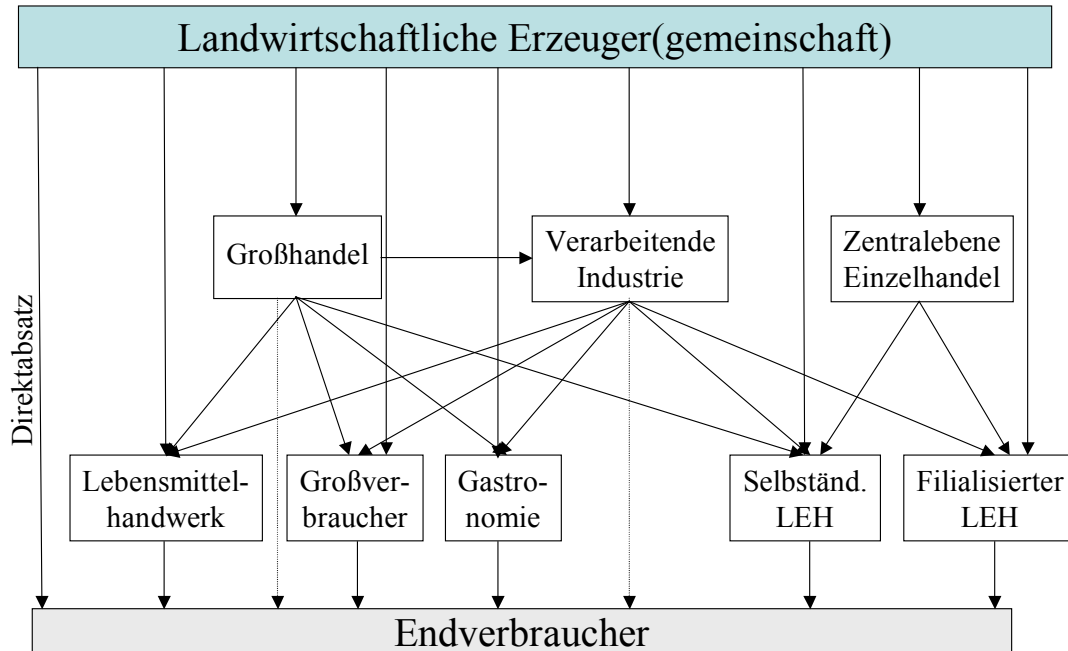 Landwirtschaftliche Erzeuger(gemeinschaft)
Direktabsatz
Großhandel
Verarbeitende
Industrie
Zentralebene
Einzelhandel
Lebensmittel-
handwerk
Großver-
braucher
Gastro-
nomie
Selbständ.
LEH
Filialisierter
LEH
Endverbraucher